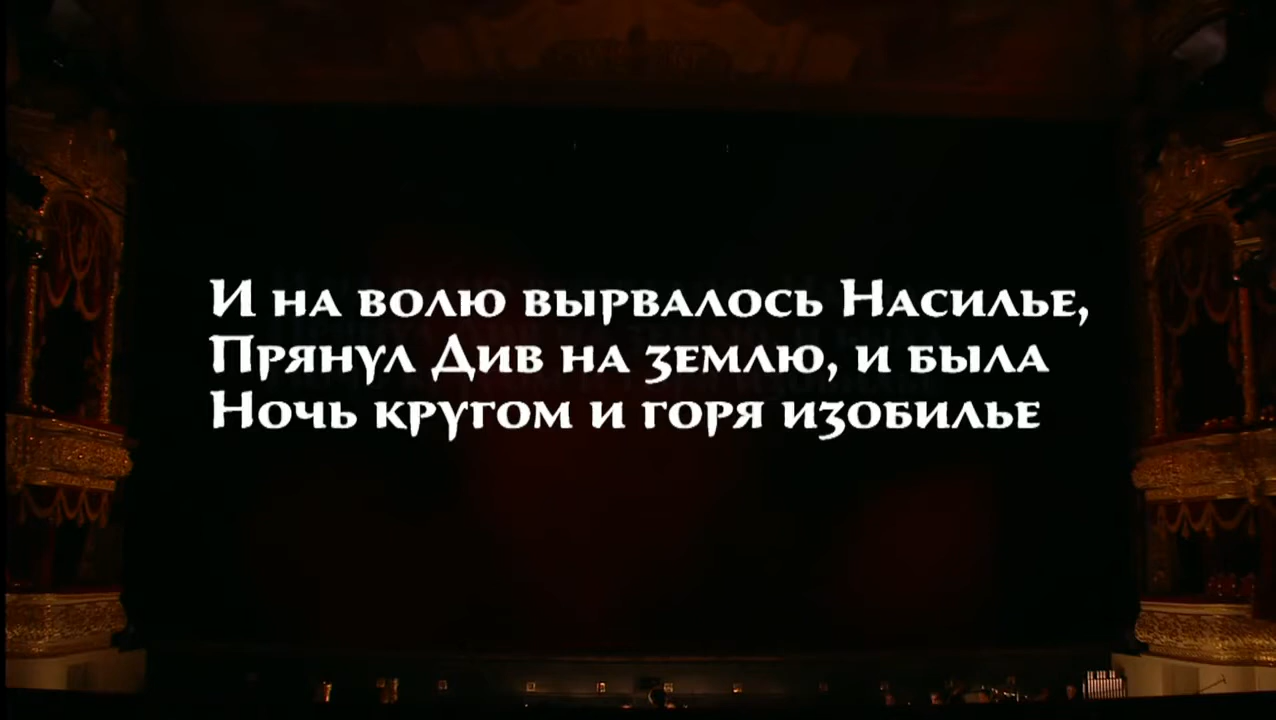 И на волю вырвалось Насилье,
Прянул Див на землю, и была
Ночь кругом и горя изобилье